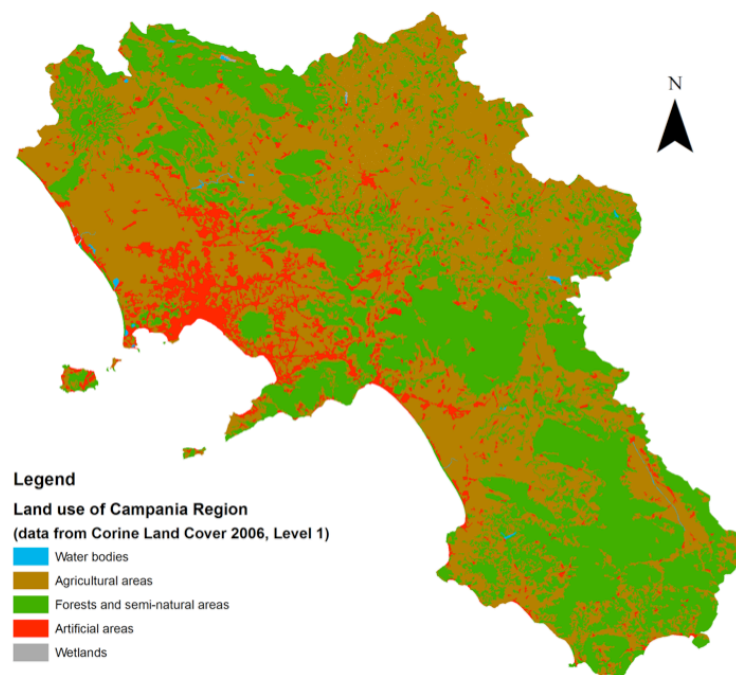 N
Legend
Land use of Campania Region
(data from Corine Land Cover 2006, Level 1)
Water bodies
Agricultural areas
Forests and semi-natural areas
Artificial areas
Wetlands